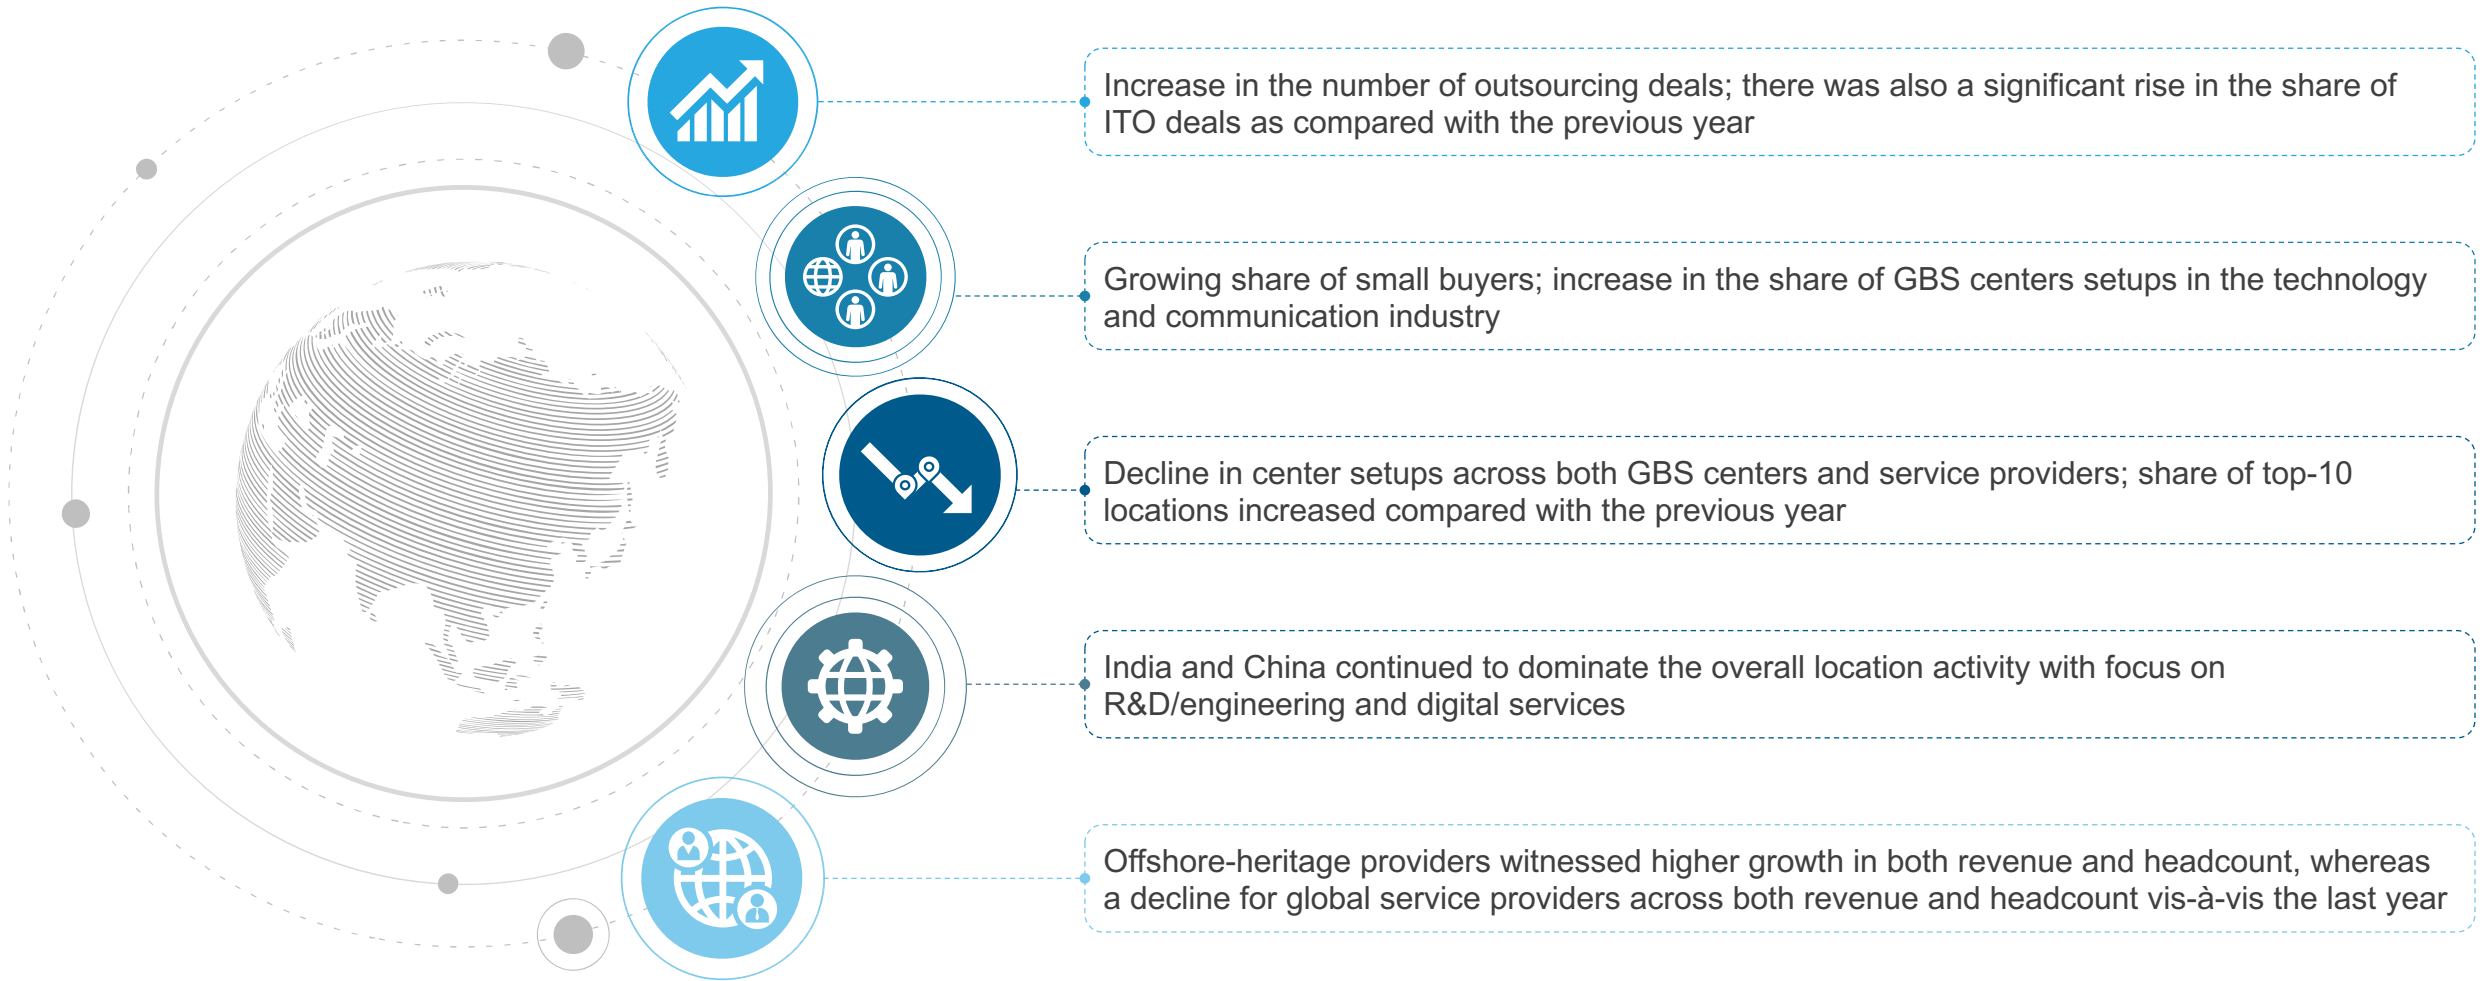 Increase in the number of outsourcing deals; there was also a significant rise in the share of
ITO deals as compared with the previous year
Growing share of small buyers; increase in the share of GBS centers setups in the technology
and communication industry
Decline in center setups across both GBS centers and service providers; share of top-10
locations increased compared with the previous year
India and China continued to dominate the overall location activity with focus on
R&D/engineering and digital services
Offshore-heritage providers witnessed higher growth in both revenue and headcount, whereas
a decline for global service providers across both revenue and headcount vis-à-vis the last year